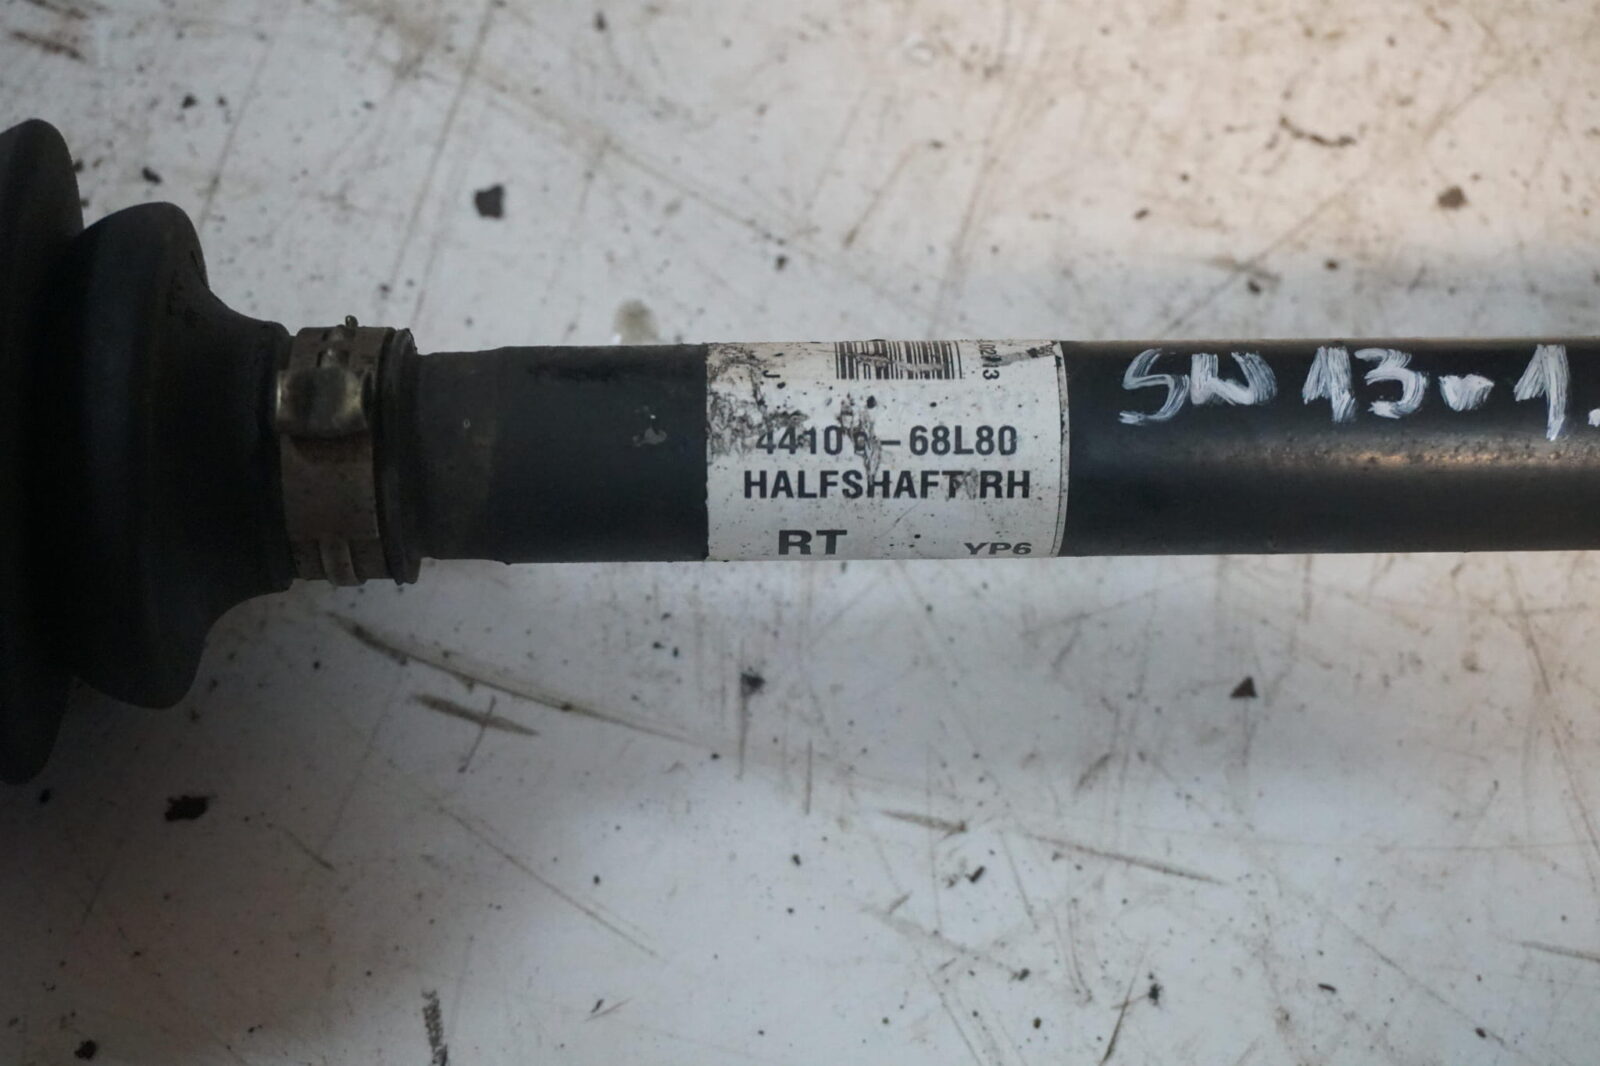 J
44101-68L80
HALFSHAFT RH
RT YP6
SW 13-1.